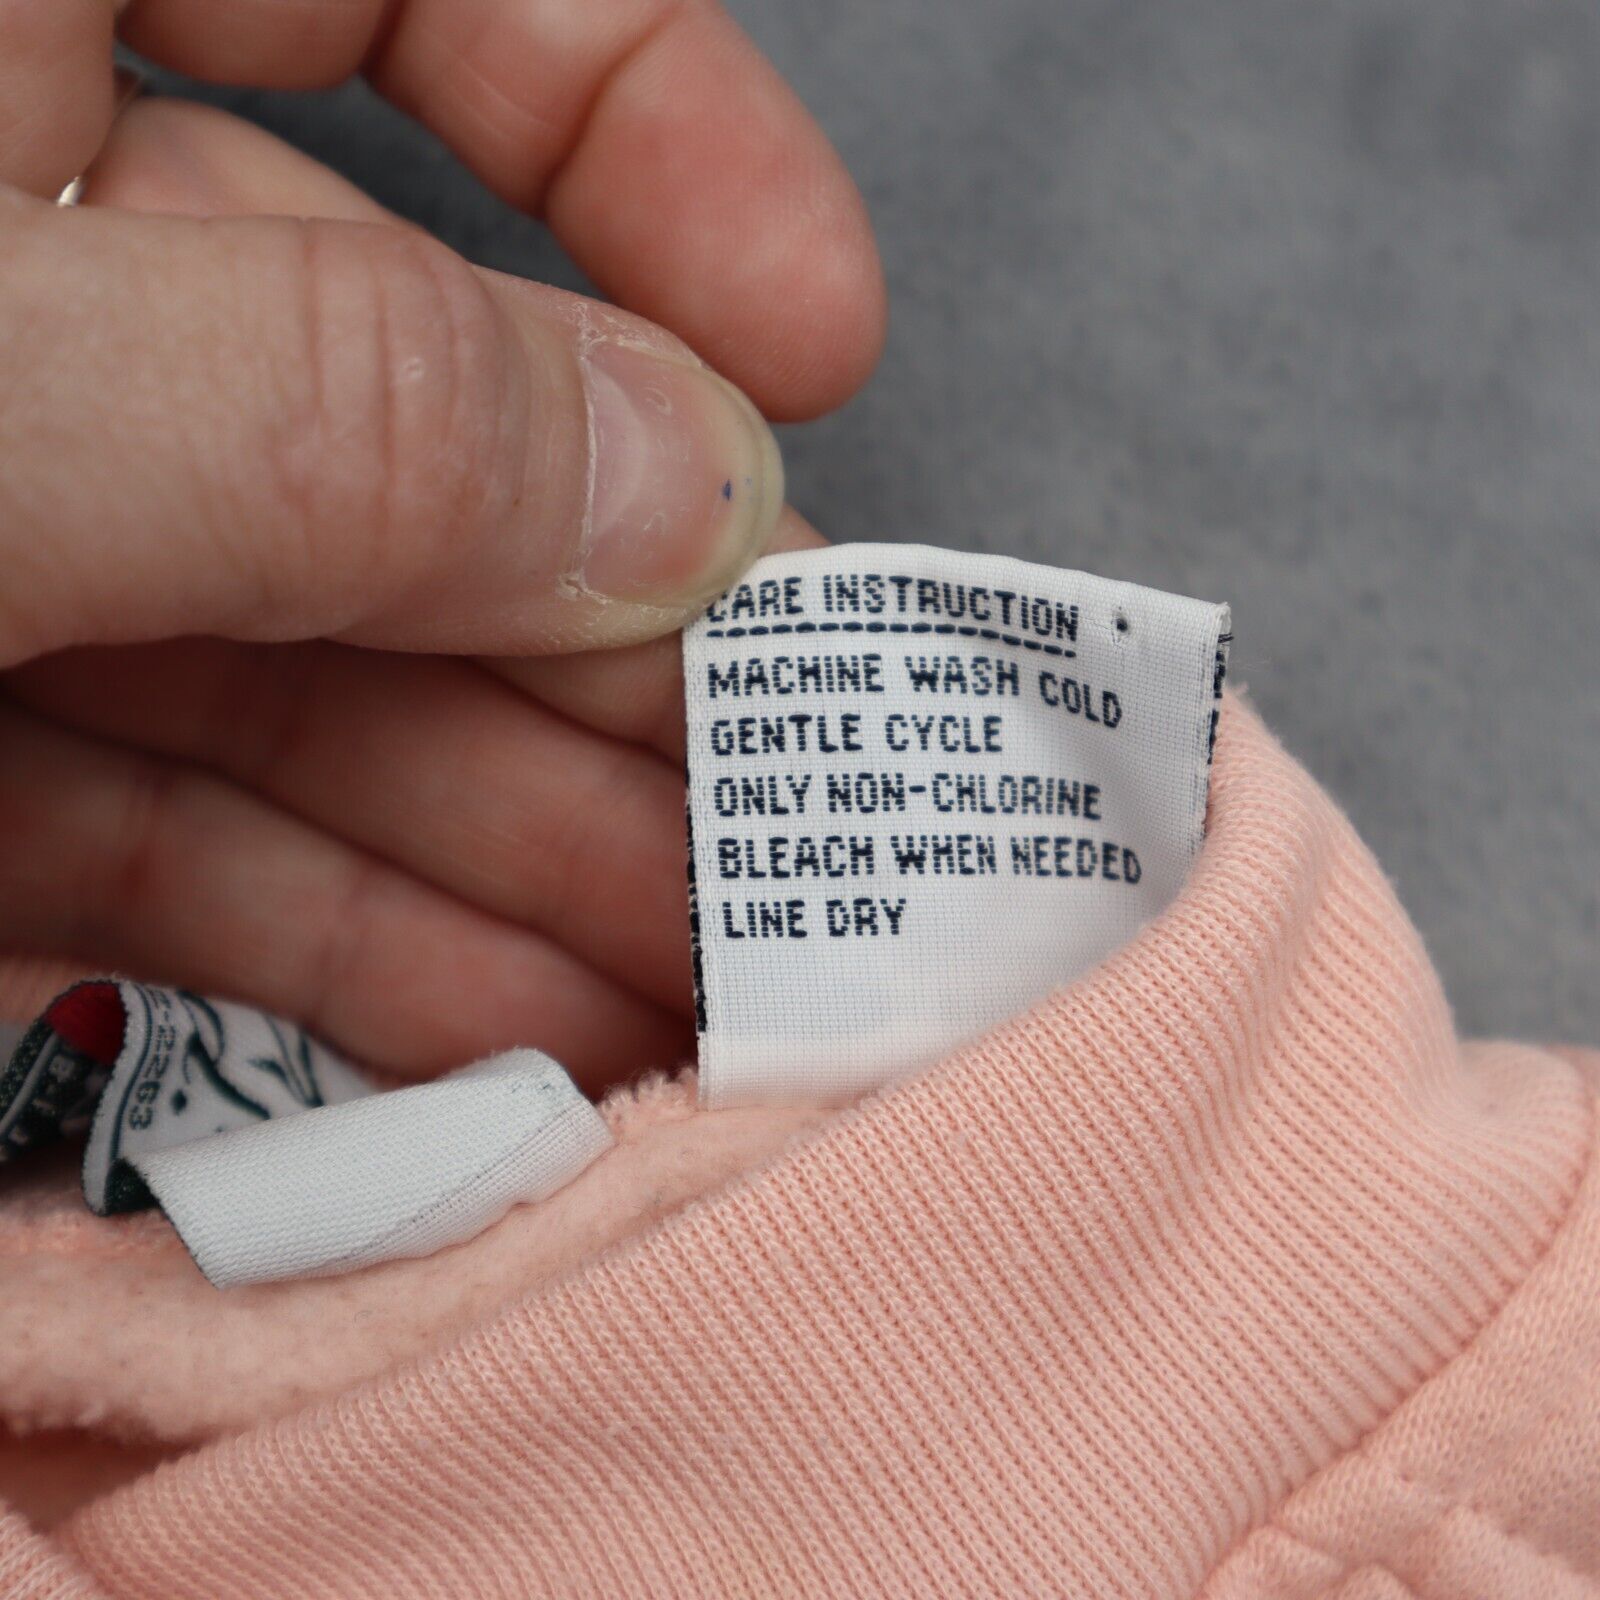 CARE INSTRUCTION
MACHINE WASH COLD
GENTLE CYCLE
ONLY NON-CHLORINE
BLEACH WHEN NEEDED
LINE DRY